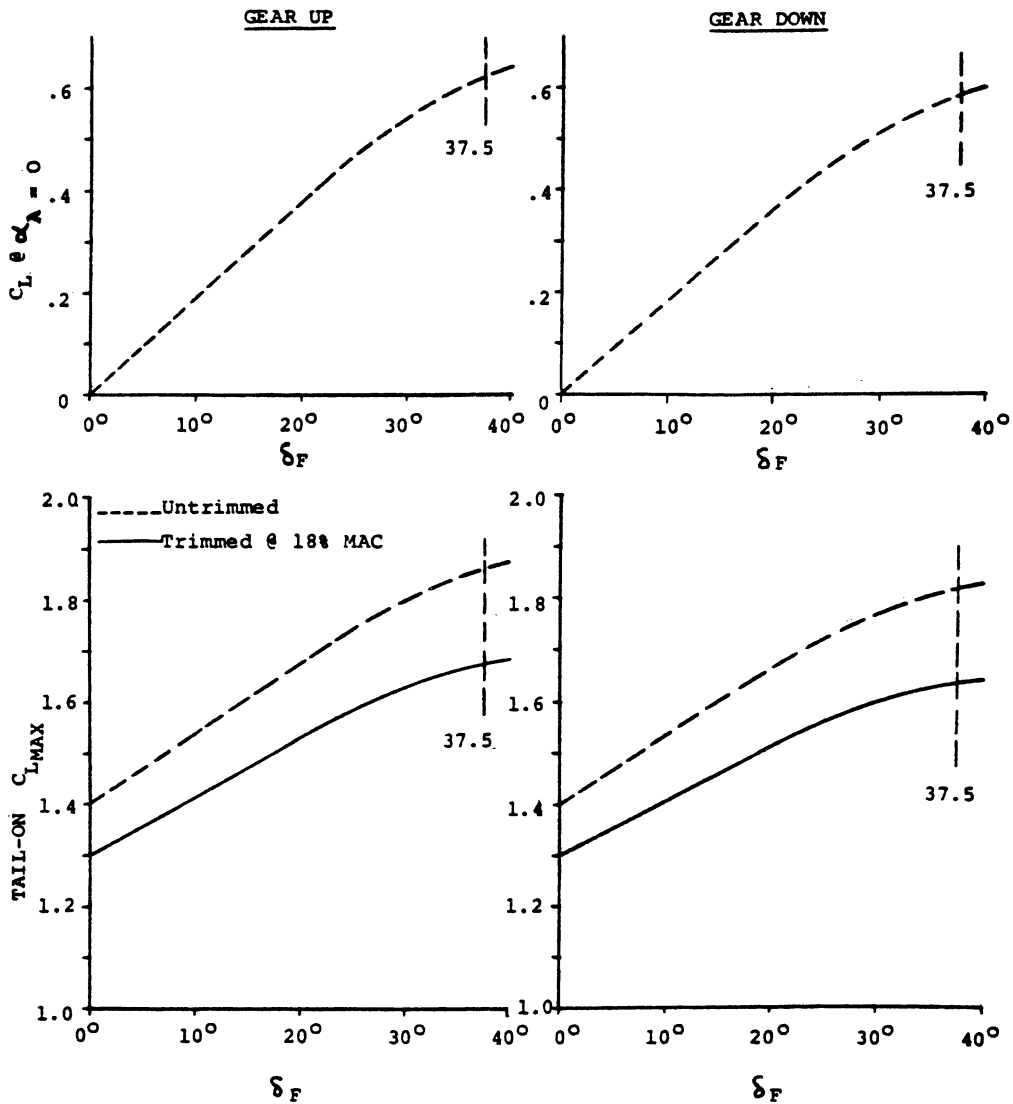 GEAR UP
GEAR DOWN
C_L @ α_A = 0
.6
.4
.2
0
37.5
0° 10° 20° 30° 40°
δ_F
.6
.4
.2
0
37.5
0° 10° 20° 30° 40°
δ_F
TAIL-ON C_LMAX
2.0
1.8
1.6
1.4
1.2
1.0
Untrimmed
Trimmed @ 18% MAC
37.5
0° 10° 20° 30° 40°
δ_F
2.0
1.8
1.6
1.4
1.2
1.0
37.5
0° 10° 20° 30° 40°
δ_F